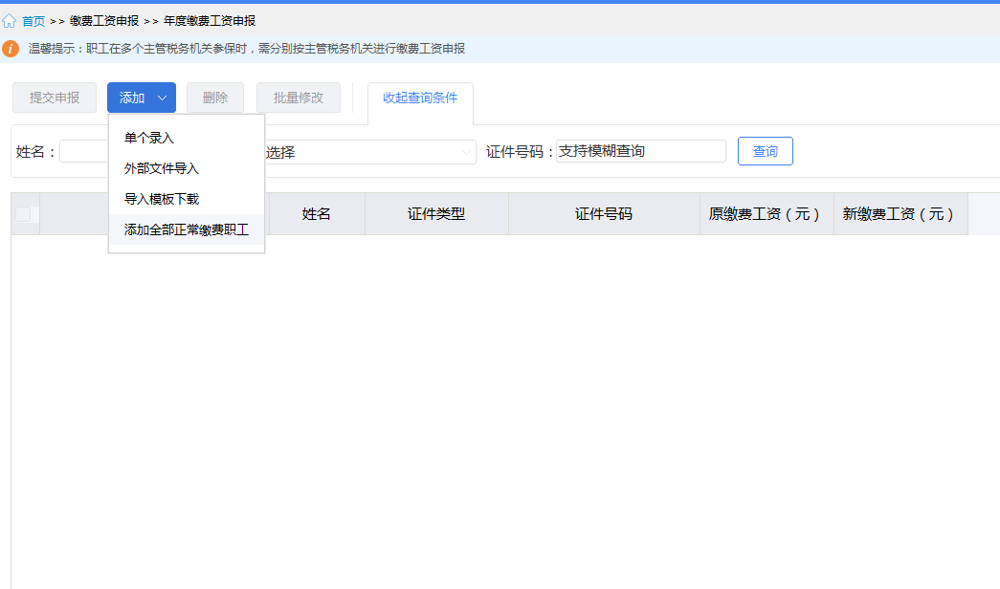 首页 >> 缴费工资申报 >> 年度缴费工资申报
温馨提示：职工在多个主管税务机关参保时，需分别按主管税务机关进行缴费工资申报
提交申报 添加 删除 批量修改 收起查询条件
单个录入
外部文件导入
导入模板下载
添加全部正常缴费职工
姓名： 选择 证件号码：支持模糊查询 查询
姓名 证件类型 证件号码 原缴费工资（元） 新缴费工资（元）